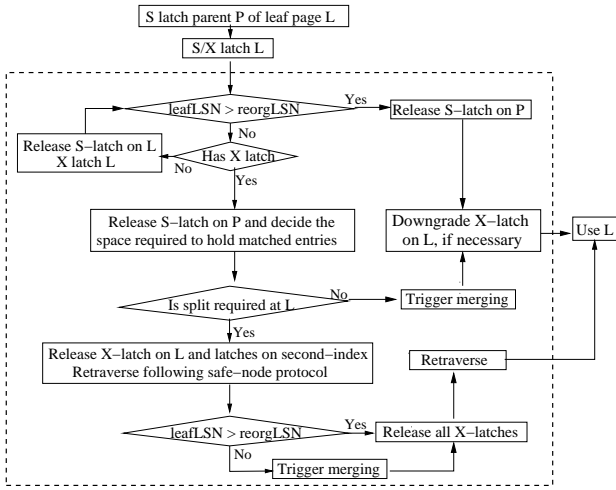 S latch parent P of leaf page L
S/X latch L
leafLSN > reorgLSN
Yes
Release S−latch on P
No
Release S−latch on L
X latch L
No
Has X latch
Yes
Release S−latch on P and decide the
space required to hold matched entries
Downgrade X−latch
on L, if necessary
Use L
Is split required at L
No
Trigger merging
Yes
Release X−latch on L and latches on second−index
Retraverse following safe−node protocol
Retraverse
leafLSN > reorgLSN
Yes
Release all X−latches
No
Trigger merging